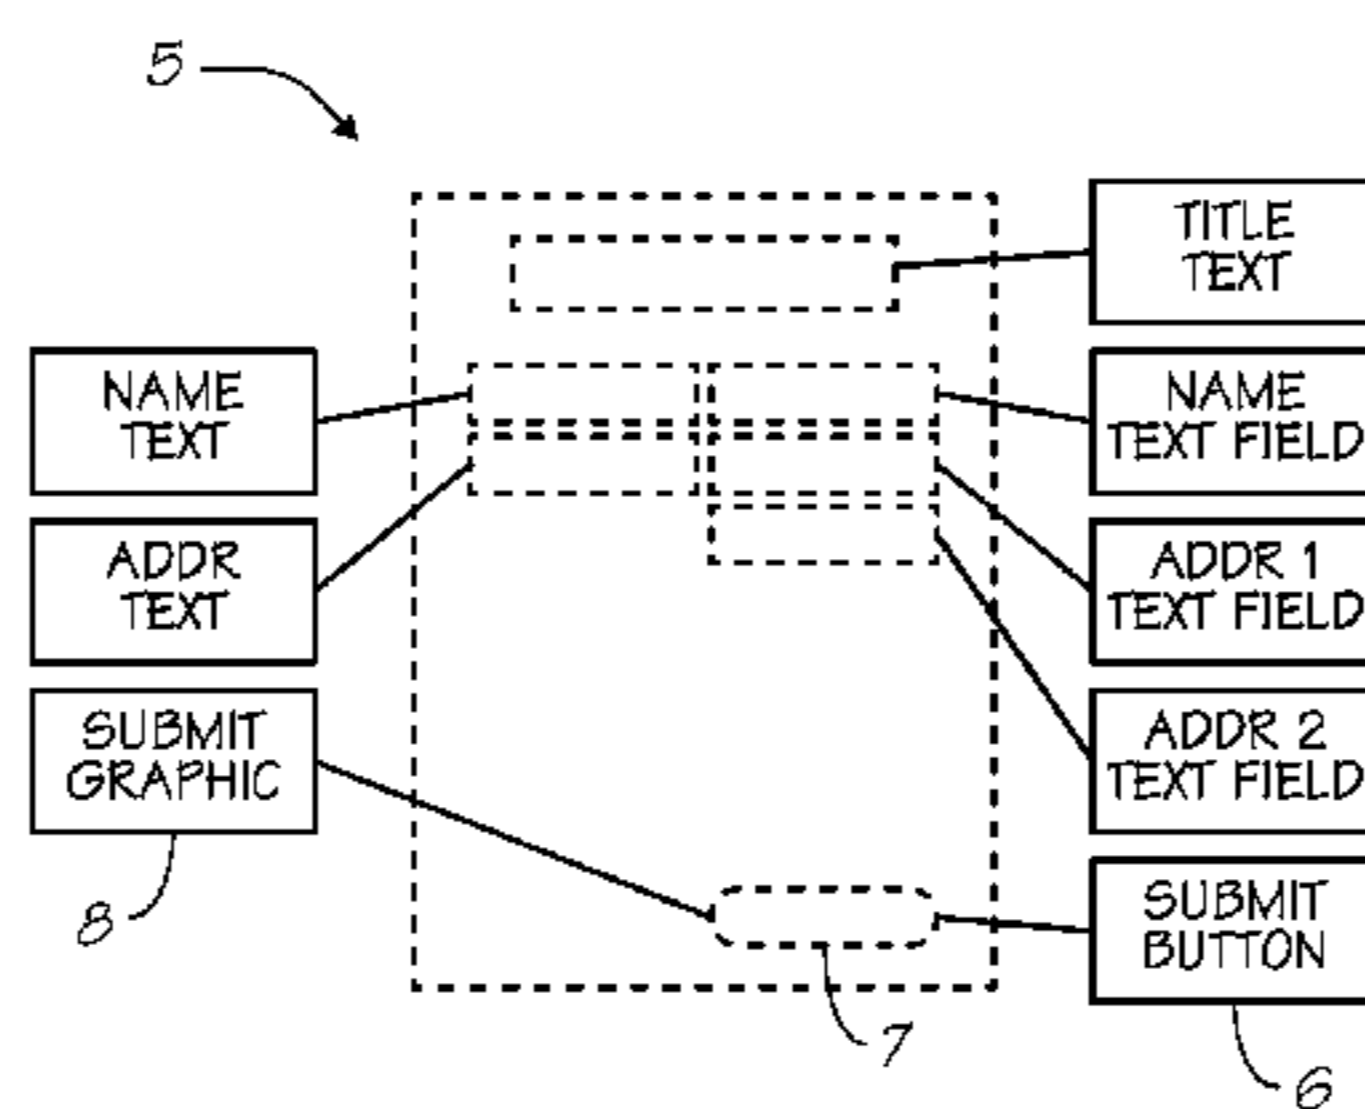 5
TITLE
TEXT
NAME
TEXT
NAME
TEXT FIELD
ADDR
TEXT
ADDR 1
TEXT FIELD
SUBMIT
GRAPHIC
ADDR 2
TEXT FIELD
8
SUBMIT
BUTTON
7
6